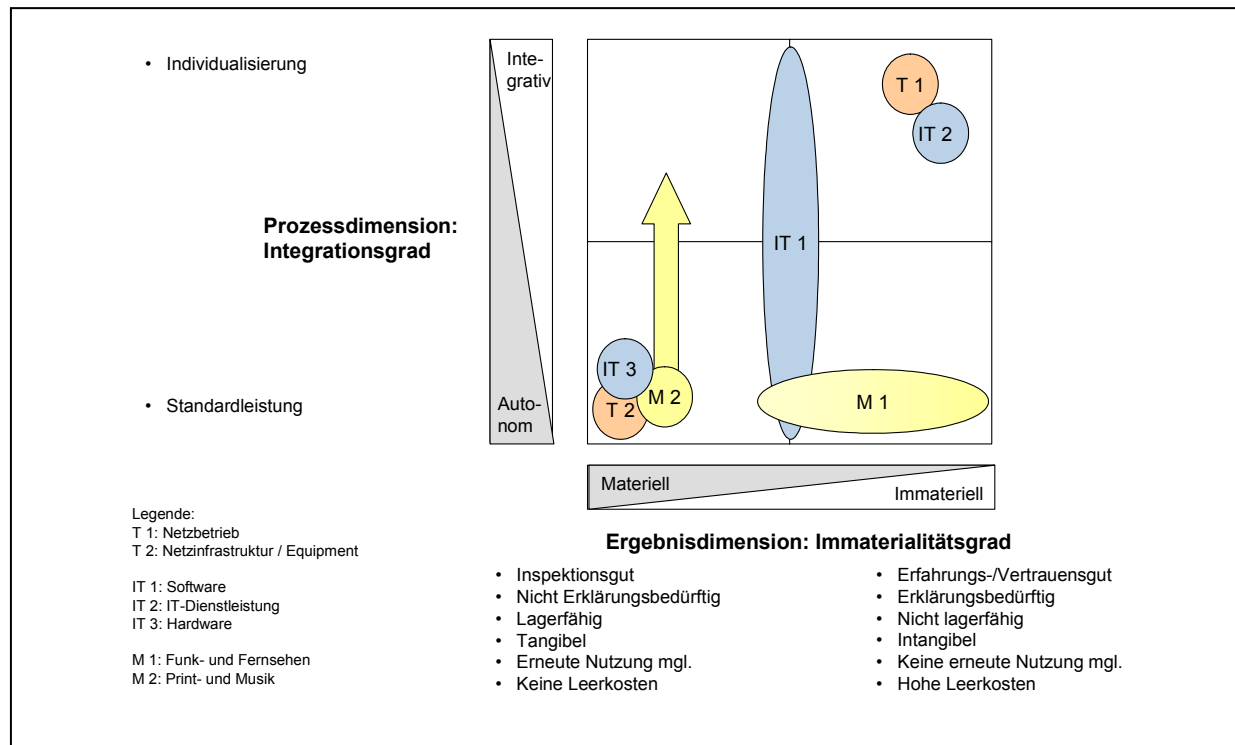 • Individualisierung
Inte-
grativ
T 1
IT 2
Prozessdimension:
Integrationsgrad
IT 1
IT 3
M 2
T 2
M 1
• Standardleistung
Auto-
nom
Materiell
Immateriell
Legende:
T 1: Netzbetrieb
T 2: Netzinfrastruktur / Equipment
IT 1: Software
IT 2: IT-Dienstleistung
IT 3: Hardware
M 1: Funk- und Fernsehen
M 2: Print- und Musik
Ergebnisdimension: Immaterialitätsgrad
• Inspektionsgut
• Nicht Erklärungsbedürftig
• Lagerfähig
• Tangibel
• Erneute Nutzung mgl.
• Keine Leerkosten
• Erfahrungs-/Vertrauensgut
• Erklärungsbedürftig
• Nicht lagerfähig
• Intangibel
• Keine erneute Nutzung mgl.
• Hohe Leerkosten